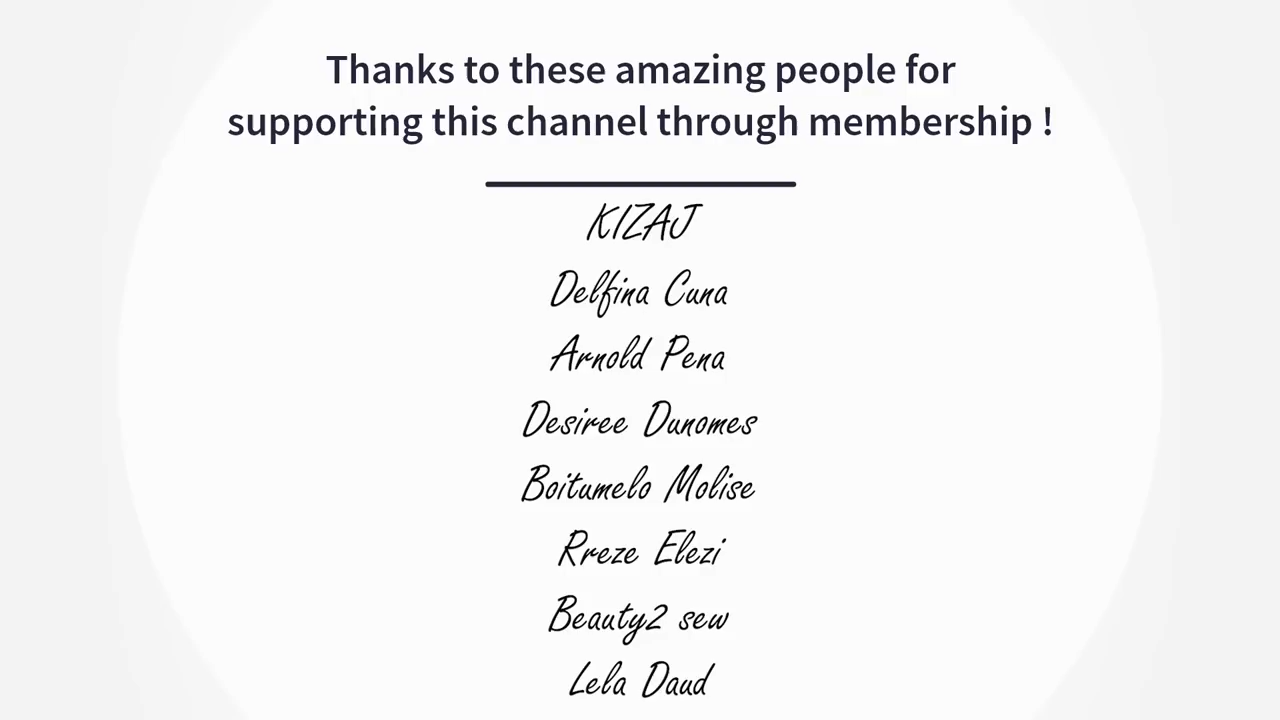 Thanks to these amazing people for
supporting this channel through membership !
KIZAJ
Delfina Cuna
Arnold Pena
Desiree Dunomes
Boitumelo Molise
Rreze Elezi
Beauty2 sew
Lela Daud